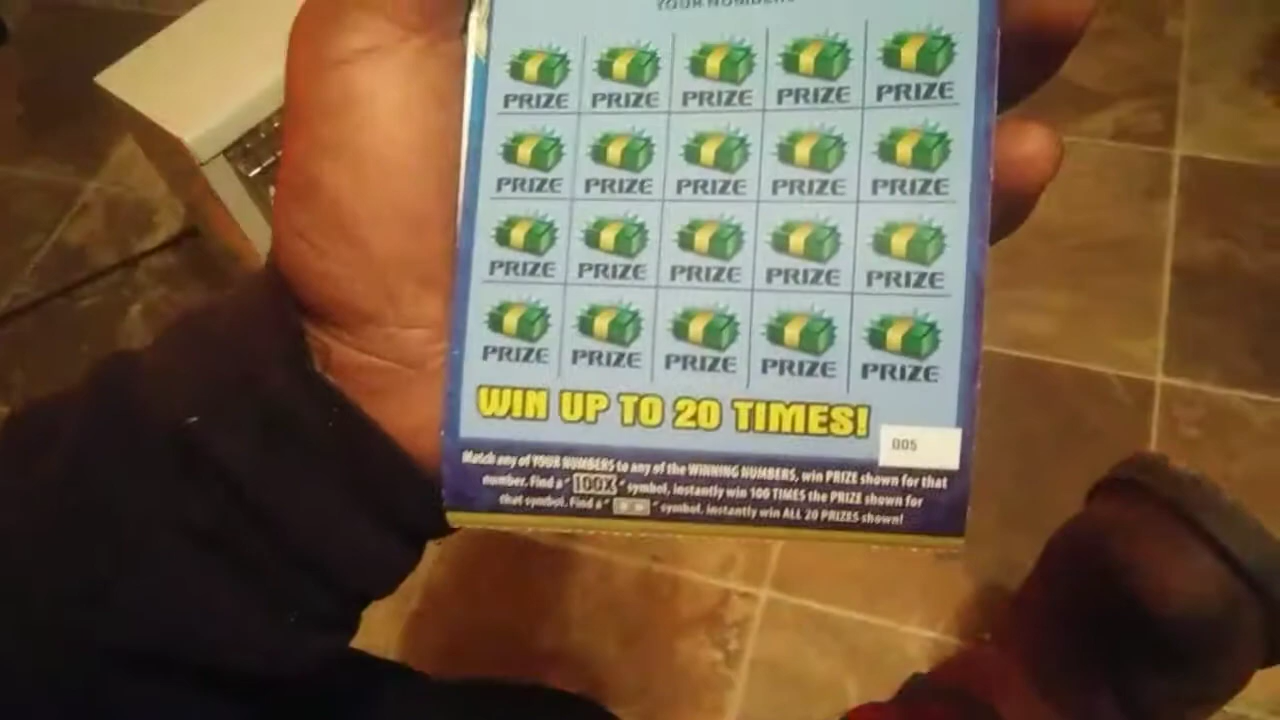 YOUR NUMBERS
PRIZE PRIZE PRIZE PRIZE PRIZE
PRIZE PRIZE PRIZE PRIZE PRIZE
PRIZE PRIZE PRIZE PRIZE PRIZE
PRIZE PRIZE PRIZE PRIZE PRIZE
WIN UP TO 20 TIMES!
005
Match any of YOUR NUMBERS to any of the WINNING NUMBERS, win PRIZE shown for that
number. Find a "100X" symbol, instantly win 100 TIMES the PRIZE shown for
that symbol. Find a " " symbol, instantly win ALL 20 PRIZES shown!